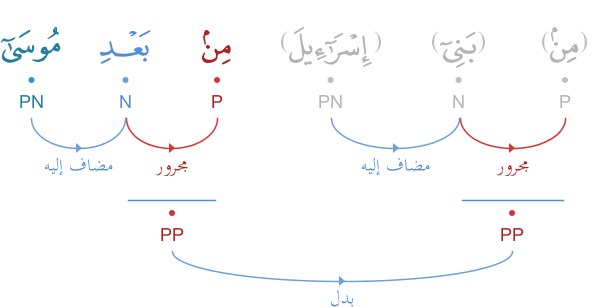 (مِنۢ) (بَنِىٓ) (إِسْرَٰٓءِيلَ) مِنۢ بَعْدِ مُوسَىٰٓ
P N PN P N PN
مجرور مضاف إليه مجرور مضاف إليه
PP PP
بدل